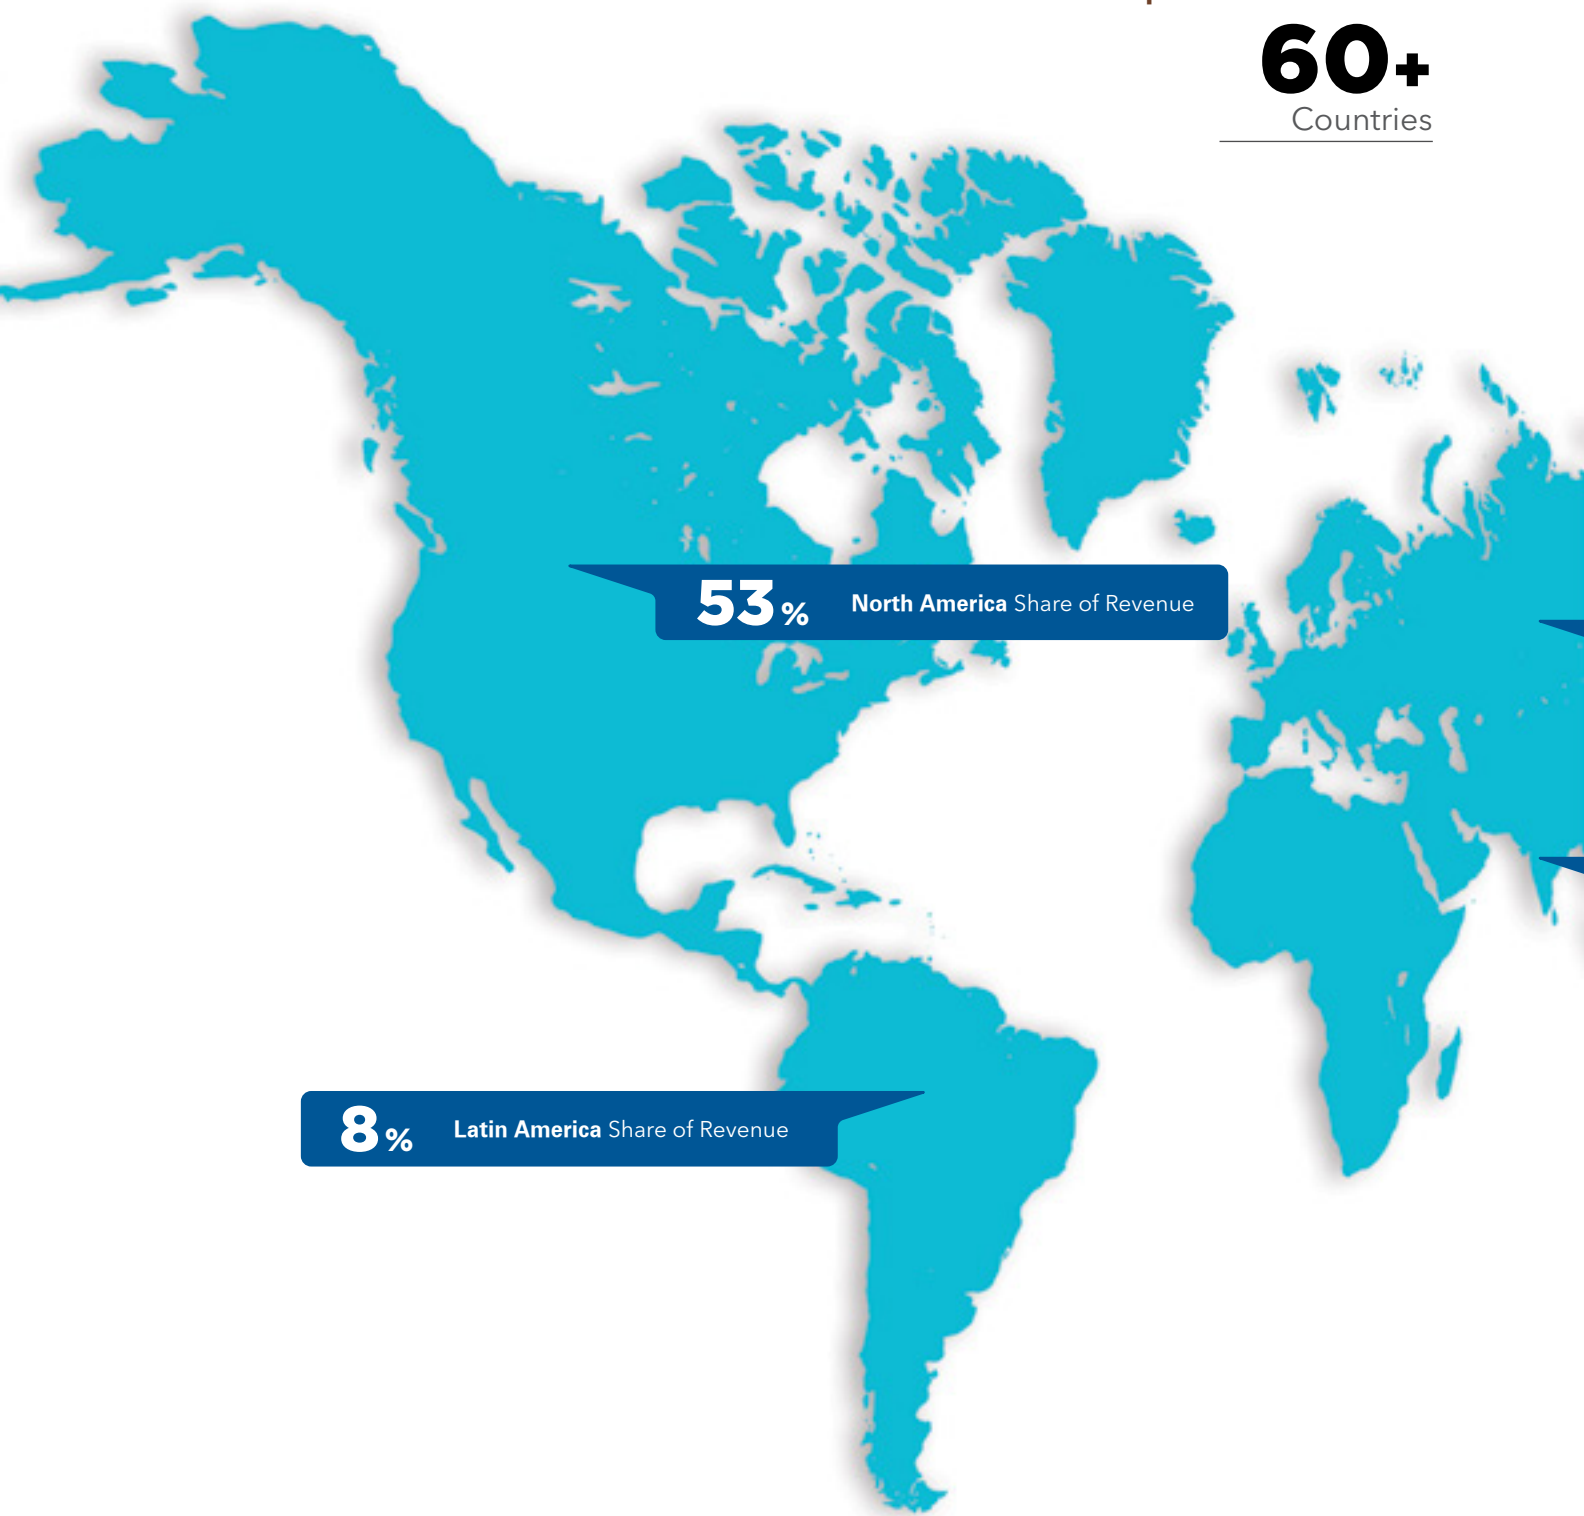 60+
Countries
53% North America Share of Revenue
8% Latin America Share of Revenue